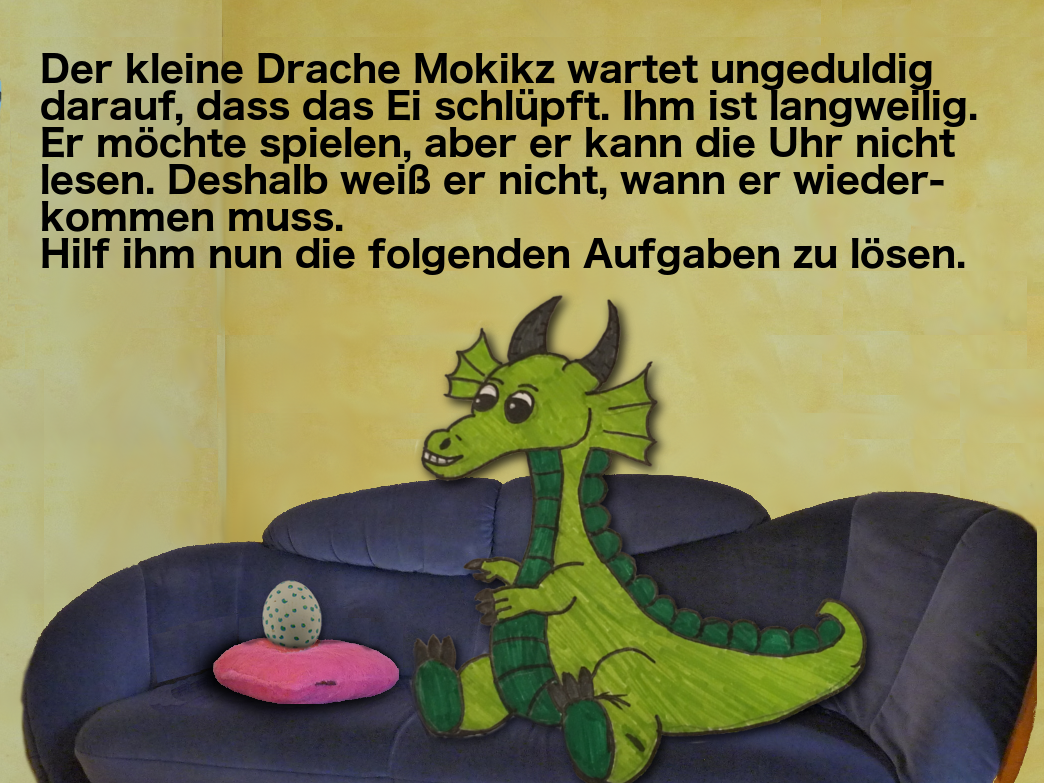 Der kleine Drache Mokikz wartet ungeduldig
darauf, dass das Ei schlüpft. Ihm ist langweilig.
Er möchte spielen, aber er kann die Uhr nicht
lesen. Deshalb weiß er nicht, wann er wieder-
kommen muss.
Hilf ihm nun die folgenden Aufgaben zu lösen.